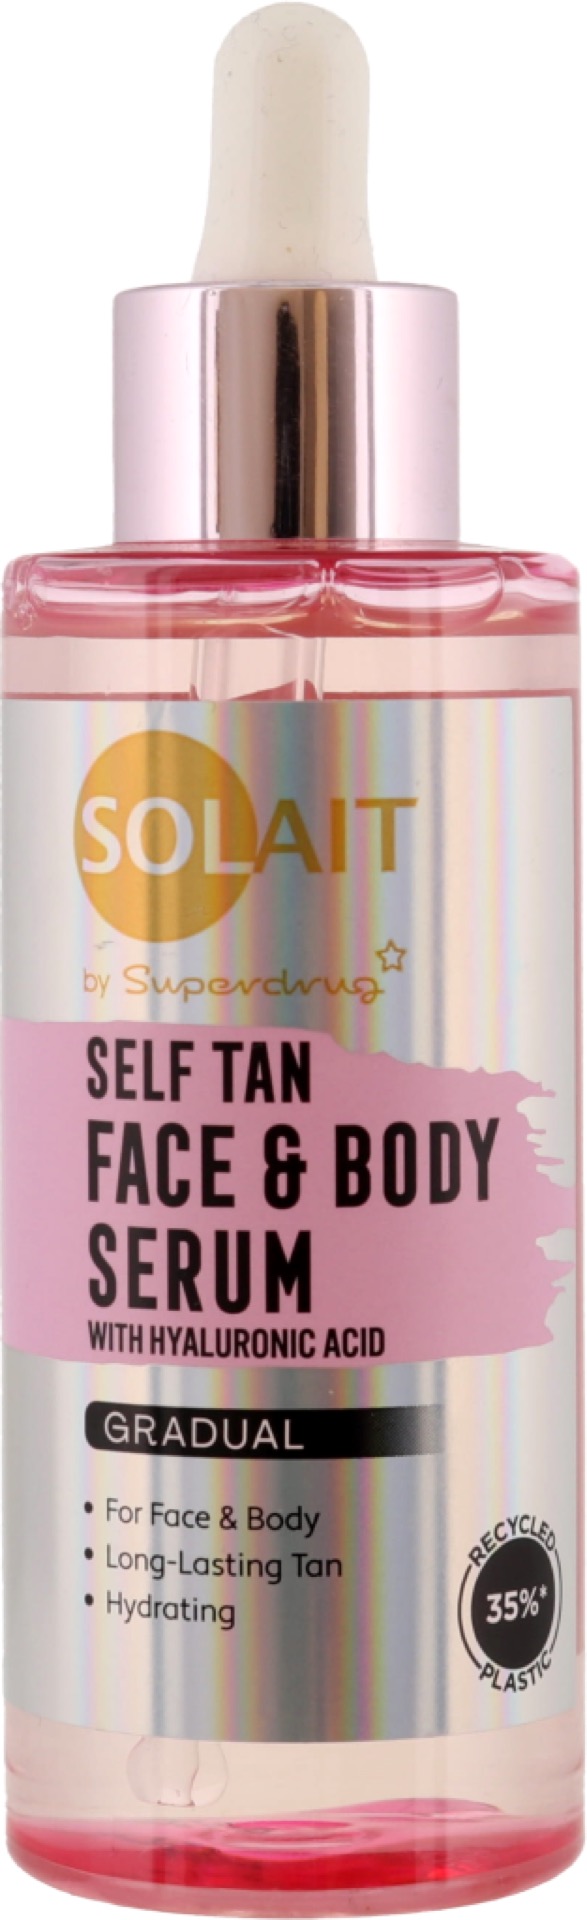 SOLAIT
by Superdrug
SELF TAN
FACE & BODY
SERUM
WITH HYALURONIC ACID
GRADUAL
• For Face & Body
• Long-Lasting Tan
• Hydrating
RECYCLED
35%*
PLASTIC